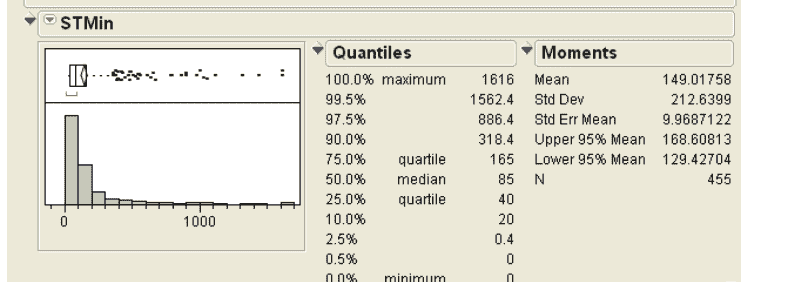 STMin
0 1000
Quantiles
100.0% maximum 1616
99.5% 1562.4
97.5% 886.4
90.0% 318.4
75.0% quartile 165
50.0% median 85
25.0% quartile 40
10.0% 20
2.5% 0.4
0.5% 0
0.0% minimum 0
Moments
Mean 149.01758
Std Dev 212.6399
Std Err Mean 9.9687122
Upper 95% Mean 168.60813
Lower 95% Mean 129.42704
N 455